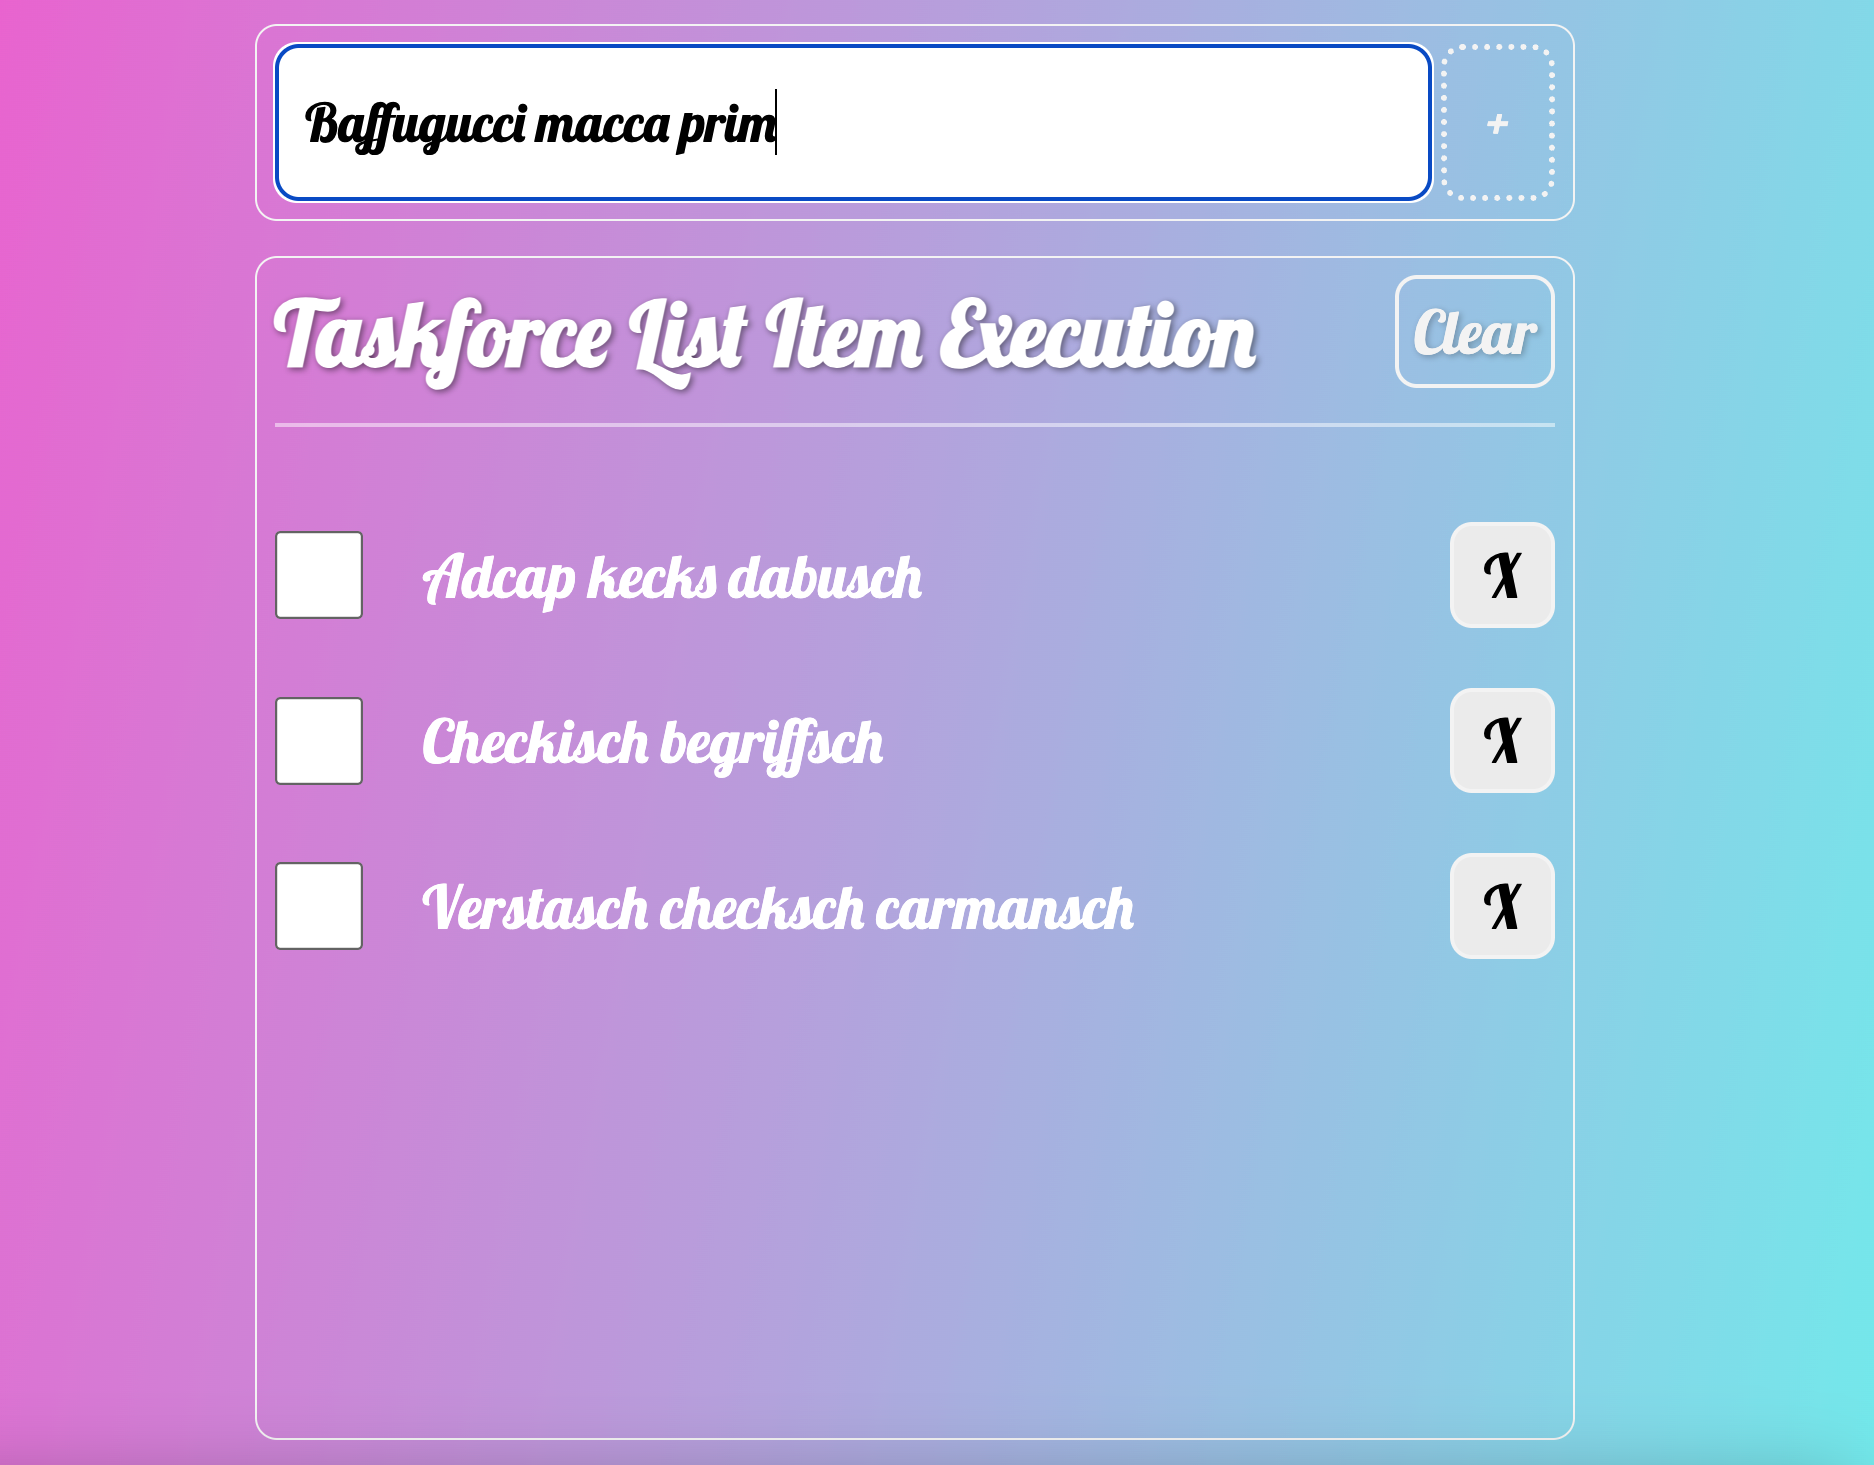 Baffugucci macca prim
+
Taskforce List Item Execution
Clear
Adcap kecks dabusch
X
Checkisch begriffsch
X
Verstasch checksch carmansch
X